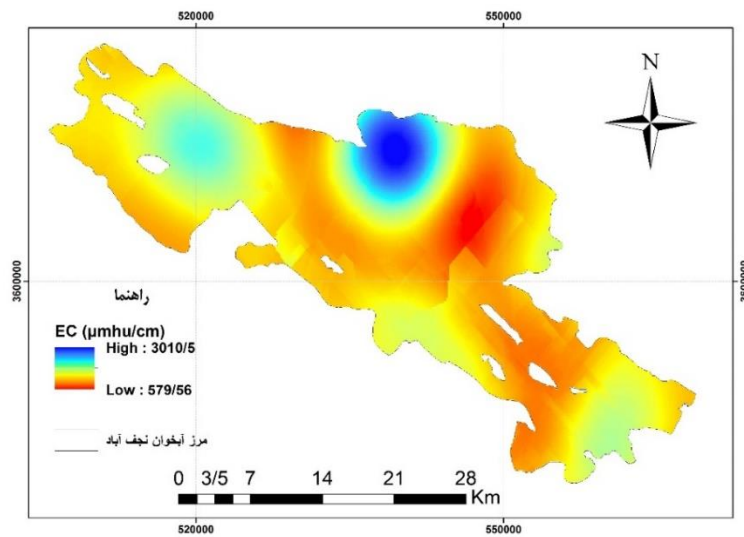 520000 550000
N
3600000 3600000
راهنما
EC (µmhu/cm)
High : 3010/5
Low : 579/56
مرز آبخوان نجف آباد
0 3/5 7 14 21 28
Km
520000 550000